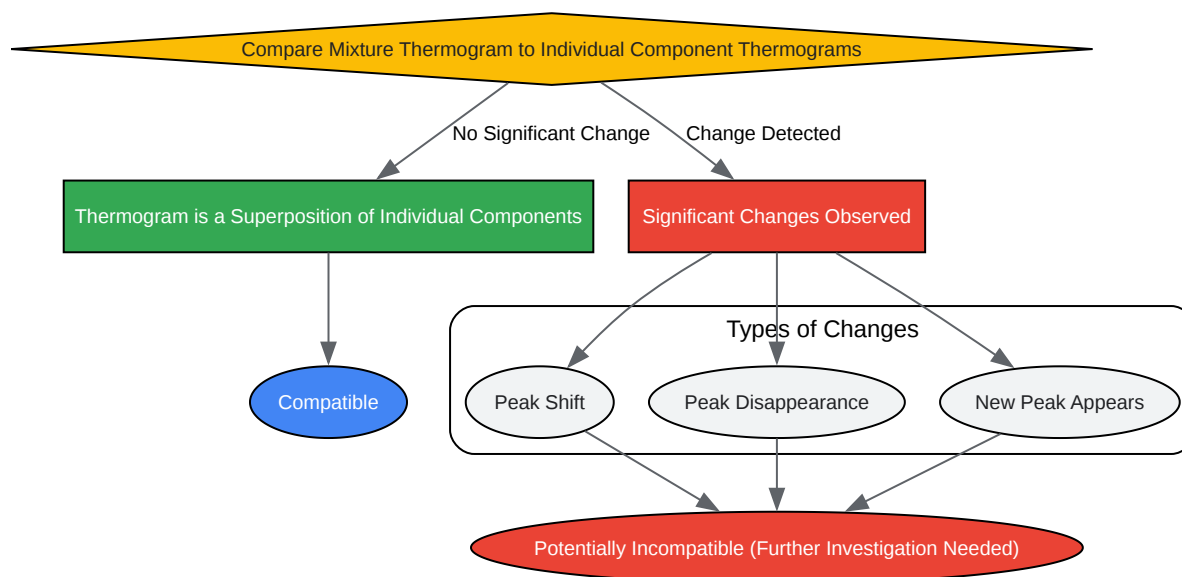 Compare Mixture Thermogram to Individual Component Thermograms
No Significant Change
Change Detected
Thermogram is a Superposition of Individual Components
Significant Changes Observed
Types of Changes
Compatible
Peak Shift
Peak Disappearance
New Peak Appears
Potentially Incompatible (Further Investigation Needed)